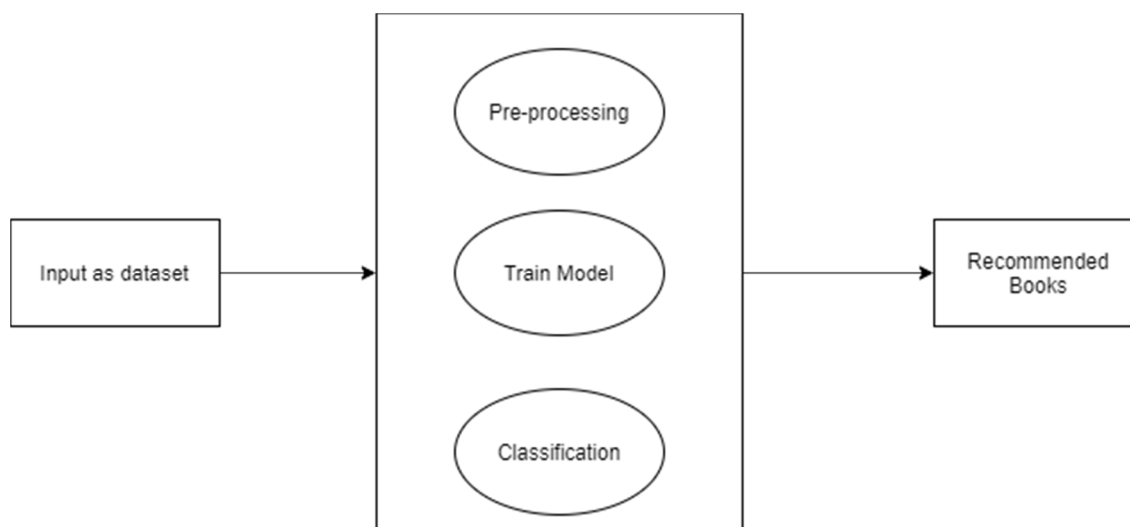 Input as dataset
Pre-processing
Train Model
Classification
Recommended
Books